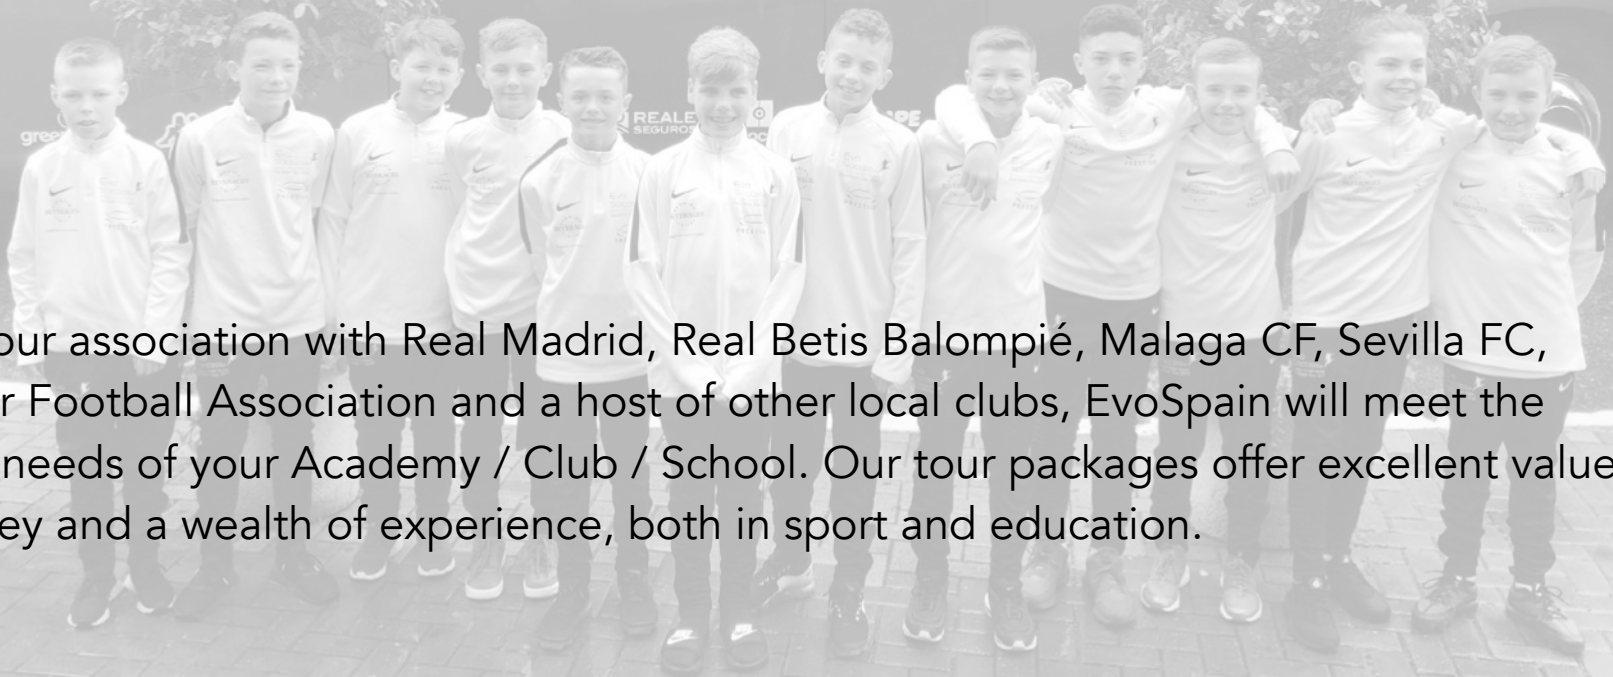 REALE
SEGUROS
our association with Real Madrid, Real Betis Balompié, Malaga CF, Sevilla FC,
r Football Association and a host of other local clubs, EvoSpain will meet the
needs of your Academy / Club / School. Our tour packages offer excellent value
ey and a wealth of experience, both in sport and education.